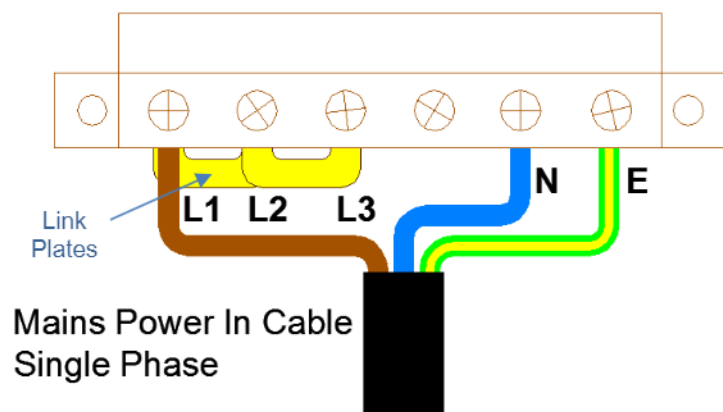 L1 L2 L3 N E
Link
Plates
Mains Power In Cable
Single Phase